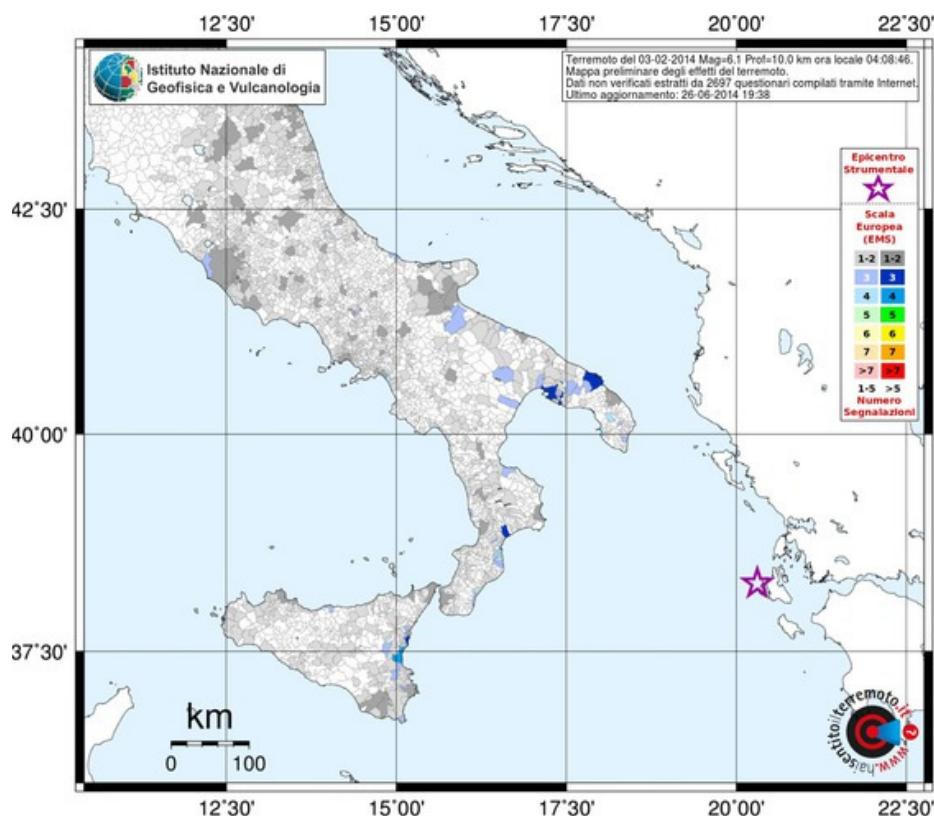 12°30' 15°00' 17°30' 20°00' 22°30'
Istituto Nazionale di
Geofisica e Vulcanologia
Terremoto del 03-02-2014 Mag=6.1 Prof=10.0 km ora locale 04:08:46.
Mappa preliminare degli effetti del terremoto.
Dati non verificati estratti da 2697 questionari compilati tramite Internet.
Ultimo aggiornamento: 26-06-2014 19:38
Epicentro
Strumentale
Scala
Europea
(EMS)
1-2 1-2
3 3
4 4
5 5
6 6
7 7
>7 >7
1-5 >5
Numero
Segnalazioni
42°30'
40°00'
37°30'
km
0 100
www.haisentitoilterremoto.it
?
12°30' 15°00' 17°30' 20°00' 22°30'